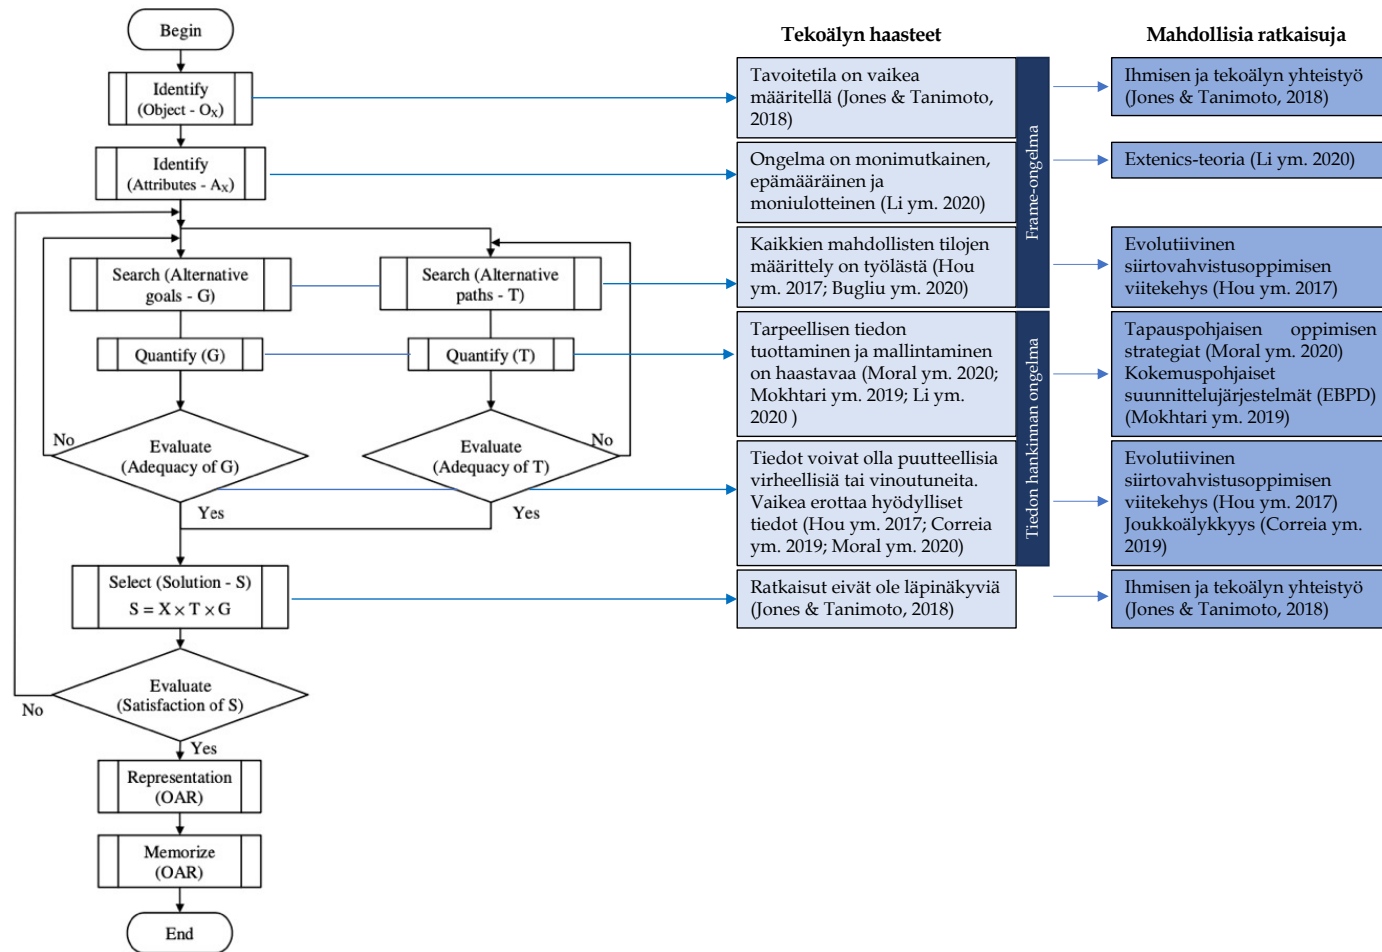 Begin
Identify
(Object - Oₓ)
Identify
(Attributes - Aₓ)
Search (Alternative
goals - G)
Search (Alternative
paths - T)
Quantify (G)
Quantify (T)
No
Evaluate
(Adequacy of G)
Evaluate
(Adequacy of T)
No
Yes
Yes
Select (Solution - S)
S = X × T × G
Evaluate
(Satisfaction of S)
No
Yes
Representation
(OAR)
Memorize
(OAR)
End
Tekoälyn haasteet
Tavoitetila on vaikea
määritellä (Jones & Tanimoto,
2018)
Ongelma on monimutkainen,
epämääräinen ja
moniulotteinen (Li ym. 2020)
Kaikkien mahdollisten tilojen
määrittely on työlästä (Hou
ym. 2017; Bugliu ym. 2020)
Tarpeellisen tiedon
tuottaminen ja mallintaminen
on haastavaa (Moral ym. 2020;
Mokhtari ym. 2019; Li ym.
2020 )
Tiedot voivat olla puutteellisia
virheellisiä tai vinoutuneita.
Vaikea erottaa hyödylliset
tiedot (Hou ym. 2017; Correia
ym. 2019; Moral ym. 2020)
Ratkaisut eivät ole läpinäkyviä
(Jones & Tanimoto, 2018)
Frame-ongelma
Tiedon hankinnan ongelma
Mahdollisia ratkaisuja
Ihmisen ja tekoälyn yhteistyö
(Jones & Tanimoto, 2018)
Extenics-teoria (Li ym. 2020)
Evolutiivinen
siirtovahvistusoppimisen
viitekehys (Hou ym. 2017)
Tapauspohjaisen oppimisen
strategiat (Moral ym. 2020)
Kokemuspohjaiset
suunnittelujärjestelmät (EBPD)
(Mokhtari ym. 2019)
Evolutiivinen
siirtovahvistusoppimisen
viitekehys (Hou ym. 2017)
Joukkoälykkyys (Correia ym.
2019)
Ihmisen ja tekoälyn yhteistyö
(Jones & Tanimoto, 2018)